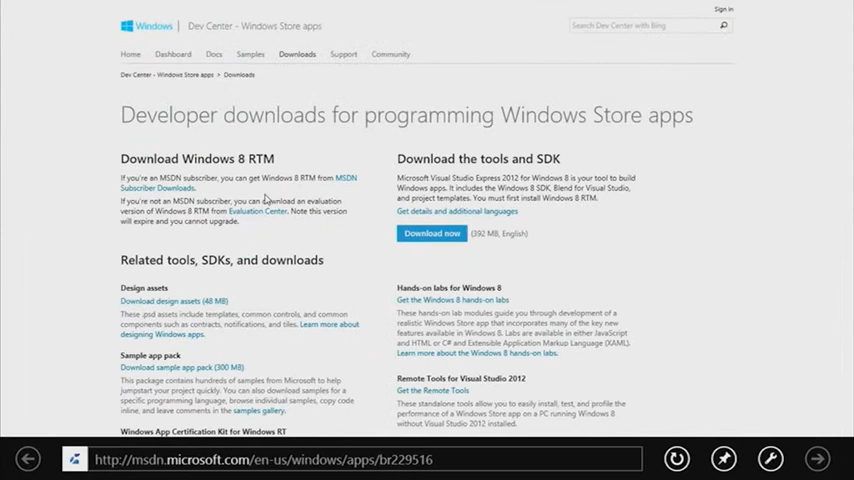 Sign in
Windows | Dev Center - Windows Store apps
Search Dev Center with Bing
Home Dashboard Docs Samples Downloads Support Community
Dev Center - Windows Store apps > Downloads
Developer downloads for programming Windows Store apps
Download Windows 8 RTM
If you're an MSDN subscriber, you can get Windows 8 RTM from MSDN
Subscriber Downloads.
If you're not an MSDN subscriber, you can download an evaluation
version of Windows 8 RTM from Evaluation Center. Note this version
will expire and you cannot upgrade.
Download the tools and SDK
Microsoft Visual Studio Express 2012 for Windows 8 is your tool to build
Windows apps. It includes the Windows 8 SDK, Blend for Visual Studio,
and project templates. You must first install Windows 8 RTM.
Get details and additional languages
Download now (392 MB, English)
Related tools, SDKs, and downloads
Design assets
Download design assets (48 MB)
These .psd assets include templates, common controls, and common
components such as contracts, notifications, and tiles. Learn more about
designing Windows apps.
Sample app pack
Download sample app pack (300 MB)
This package contains hundreds of samples from Microsoft to help
jumpstart your project quickly. You can also download samples for a
specific programming language, browse individual samples, copy code
inline, and leave comments in the samples gallery.
Windows App Certification Kit for Windows RT
Hands-on labs for Windows 8
Get the Windows 8 hands-on labs
These hands-on lab modules guide you through development of a
realistic Windows Store app that incorporates many of the key new
features available in Windows 8. Labs are available in either JavaScript
and HTML or C# and Extensible Application Markup Language (XAML).
Learn more about the Windows 8 hands-on labs.
Remote Tools for Visual Studio 2012
Get the Remote Tools
These standalone tools allow you to easily install, test, and profile the
performance of a Windows Store app on a PC running Windows 8
without Visual Studio 2012 installed.
http://msdn.microsoft.com/en-us/windows/apps/br229516